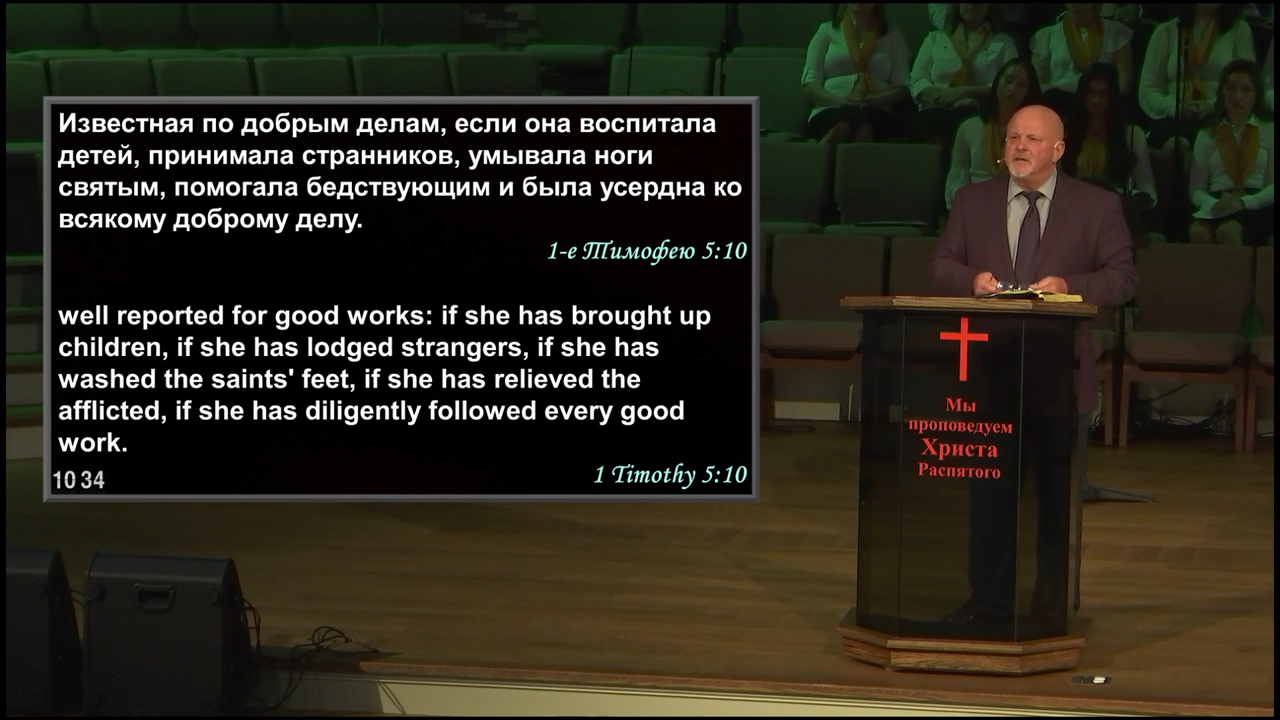 Известная по добрым делам, если она воспитала
детей, принимала странников, умывала ноги
святым, помогала бедствующим и была усердна ко
всякому доброму делу.
1-е Тимофею 5:10
well reported for good works: if she has brought up
children, if she has lodged strangers, if she has
washed the saints' feet, if she has relieved the
afflicted, if she has diligently followed every good
work.
1 Timothy 5:10
10 34
Мы
проповедуем
Христа
Распятого